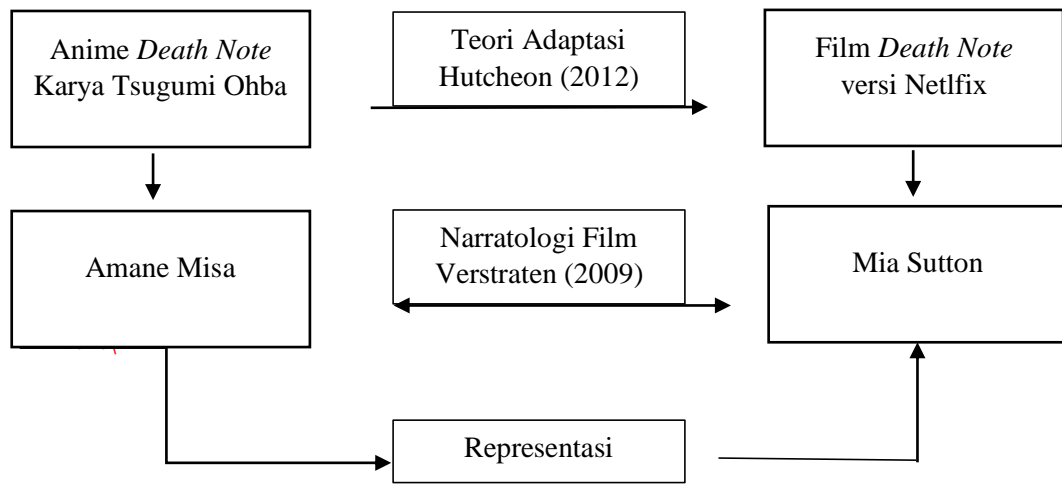 Anime Death Note
Karya Tsugumi Ohba
Teori Adaptasi
Hutcheon (2012)
Film Death Note
versi Netlfix
Amane Misa
Narratologi Film
Verstraten (2009)
Mia Sutton
Representasi